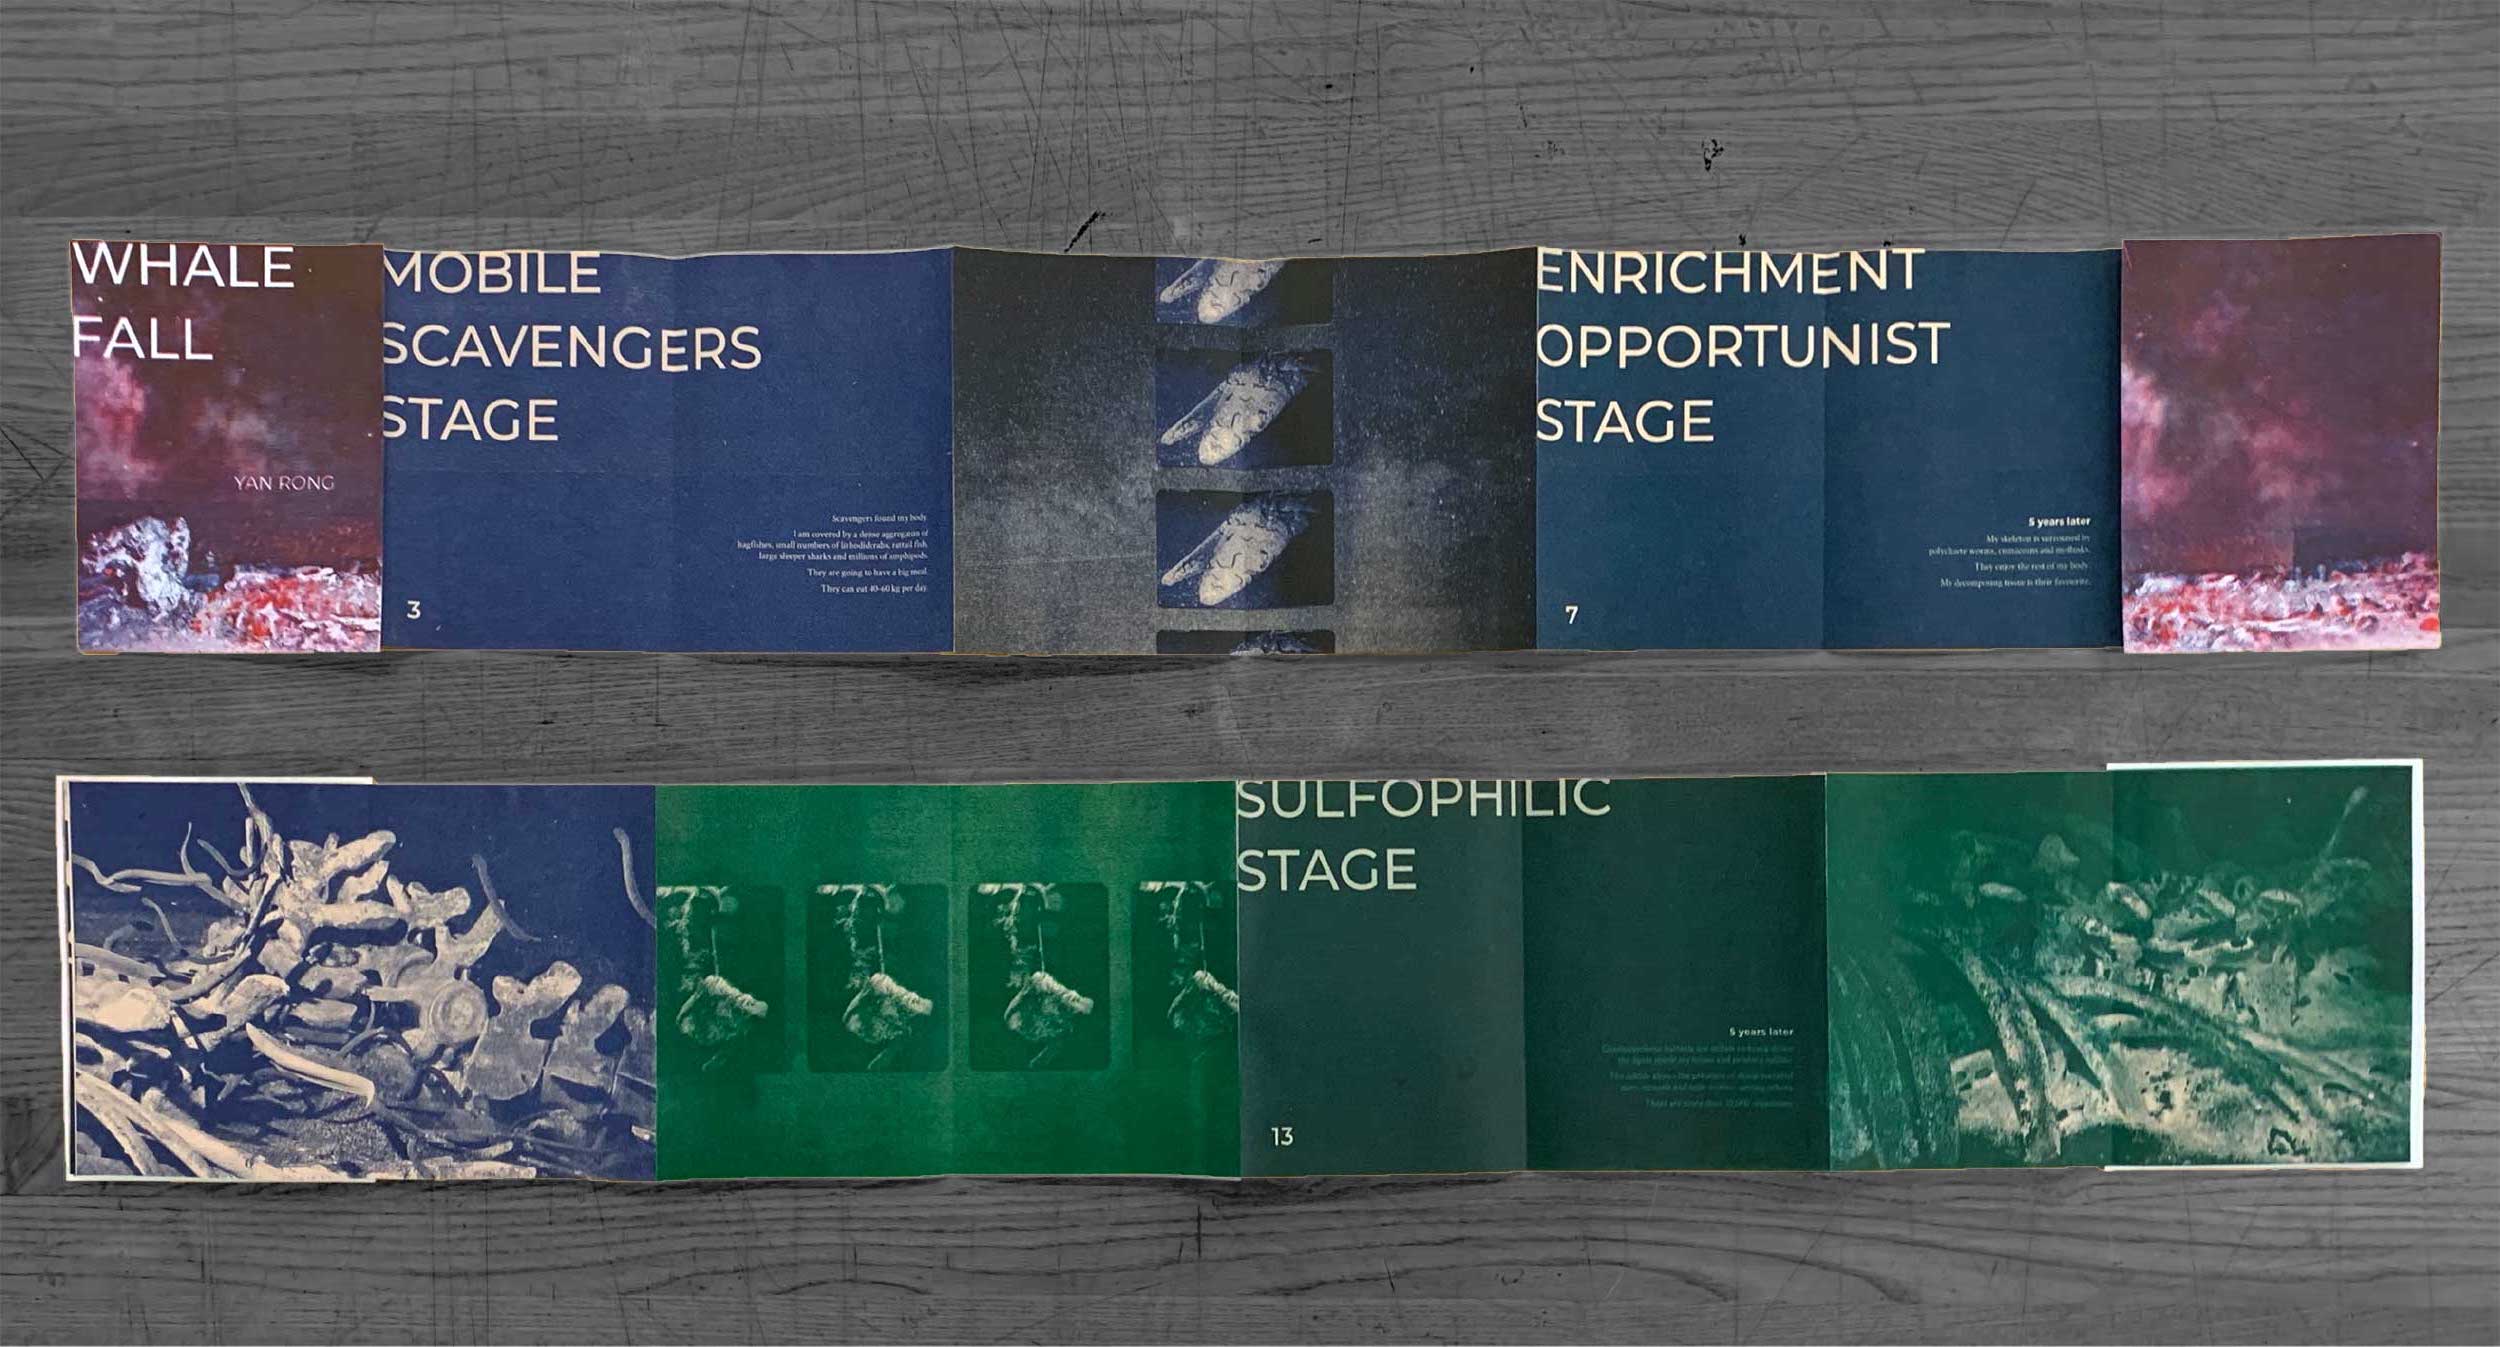 WHALE
FALL
YAN RONG
MOBILE
SCAVENGERS
STAGE
Scavengers found my body.
I am covered by a dense aggregation of
hagfishes, small numbers of lithodidcrabs, rattail fish,
large sleeper sharks and millions of amphipods.
They are going to have a big meal.
They can eat 40-60 kg per day.
3
ENRICHMENT
OPPORTUNIST
STAGE
5 years later
My skeleton is surrounded by
polychaete worms, crustaceans and mollusks.
They enjoy the rest of my body.
My decomposing tissue is their favourite.
7
SULFOPHILIC
STAGE
5 years later
13